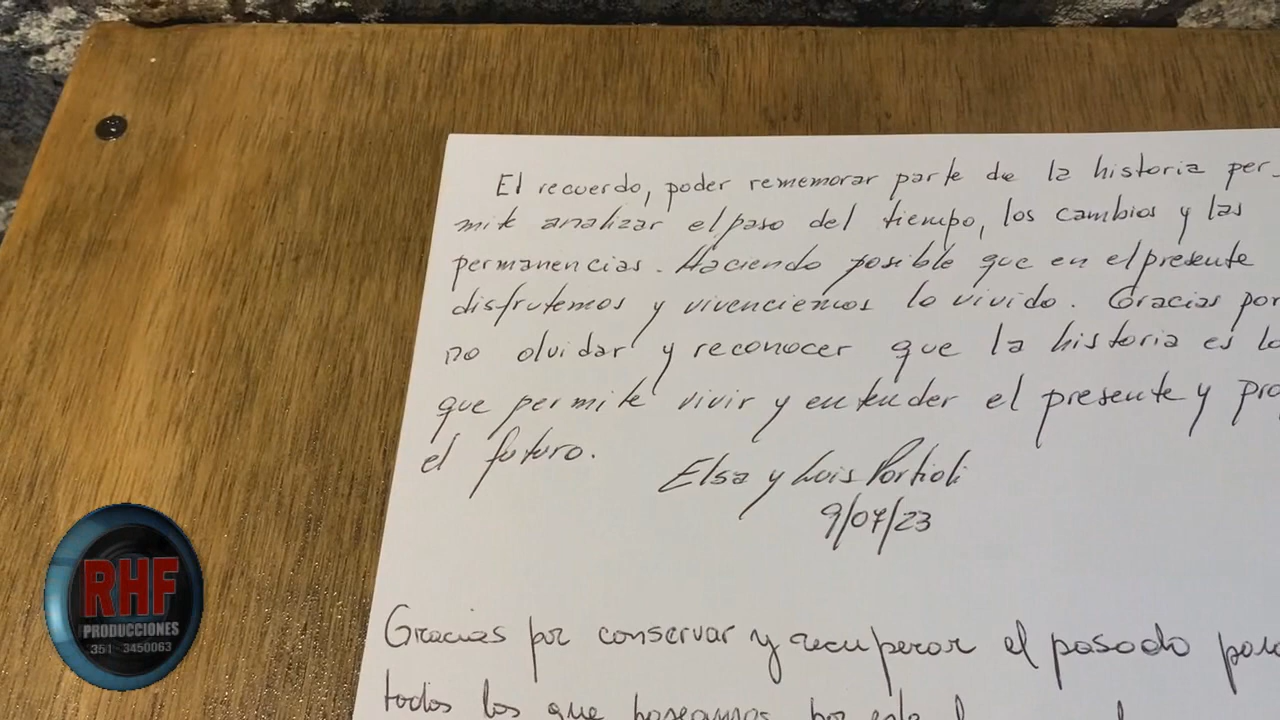 El recuerdo, poder rememorar parte de la historia per-
mite analizar el paso del tiempo, los cambios y las
permanencias. Haciendo posible que en el presente
disfrutemos y vivenciemos lo vivido. Gracias por
no olvidar y reconocer que la historia es lo
que permite vivir y entender el presente y pro
el futuro.
Elsa y Luis Portioli
9/07/23
Gracias por conservar y recuperar el pasado para
todos los que paseamos por este
RHF
PRODUCCIONES
351 - 3450063